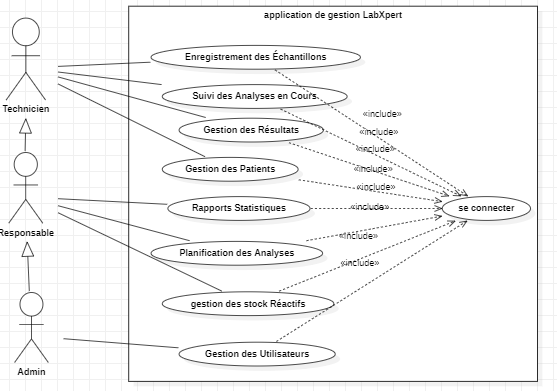 application de gestion LabXpert
Enregistrement des Échantillons
Suivi des Analyses en Cours
Gestion des Résultats
Gestion des Patients
Rapports Statistiques
Planification des Analyses
gestion des stock Réactifs
Gestion des Utilisateurs
Technicien
Responsable
Admin
«include»
«include»
«include»
«include»
«include»
«include»
«include»
«include»
se connecter